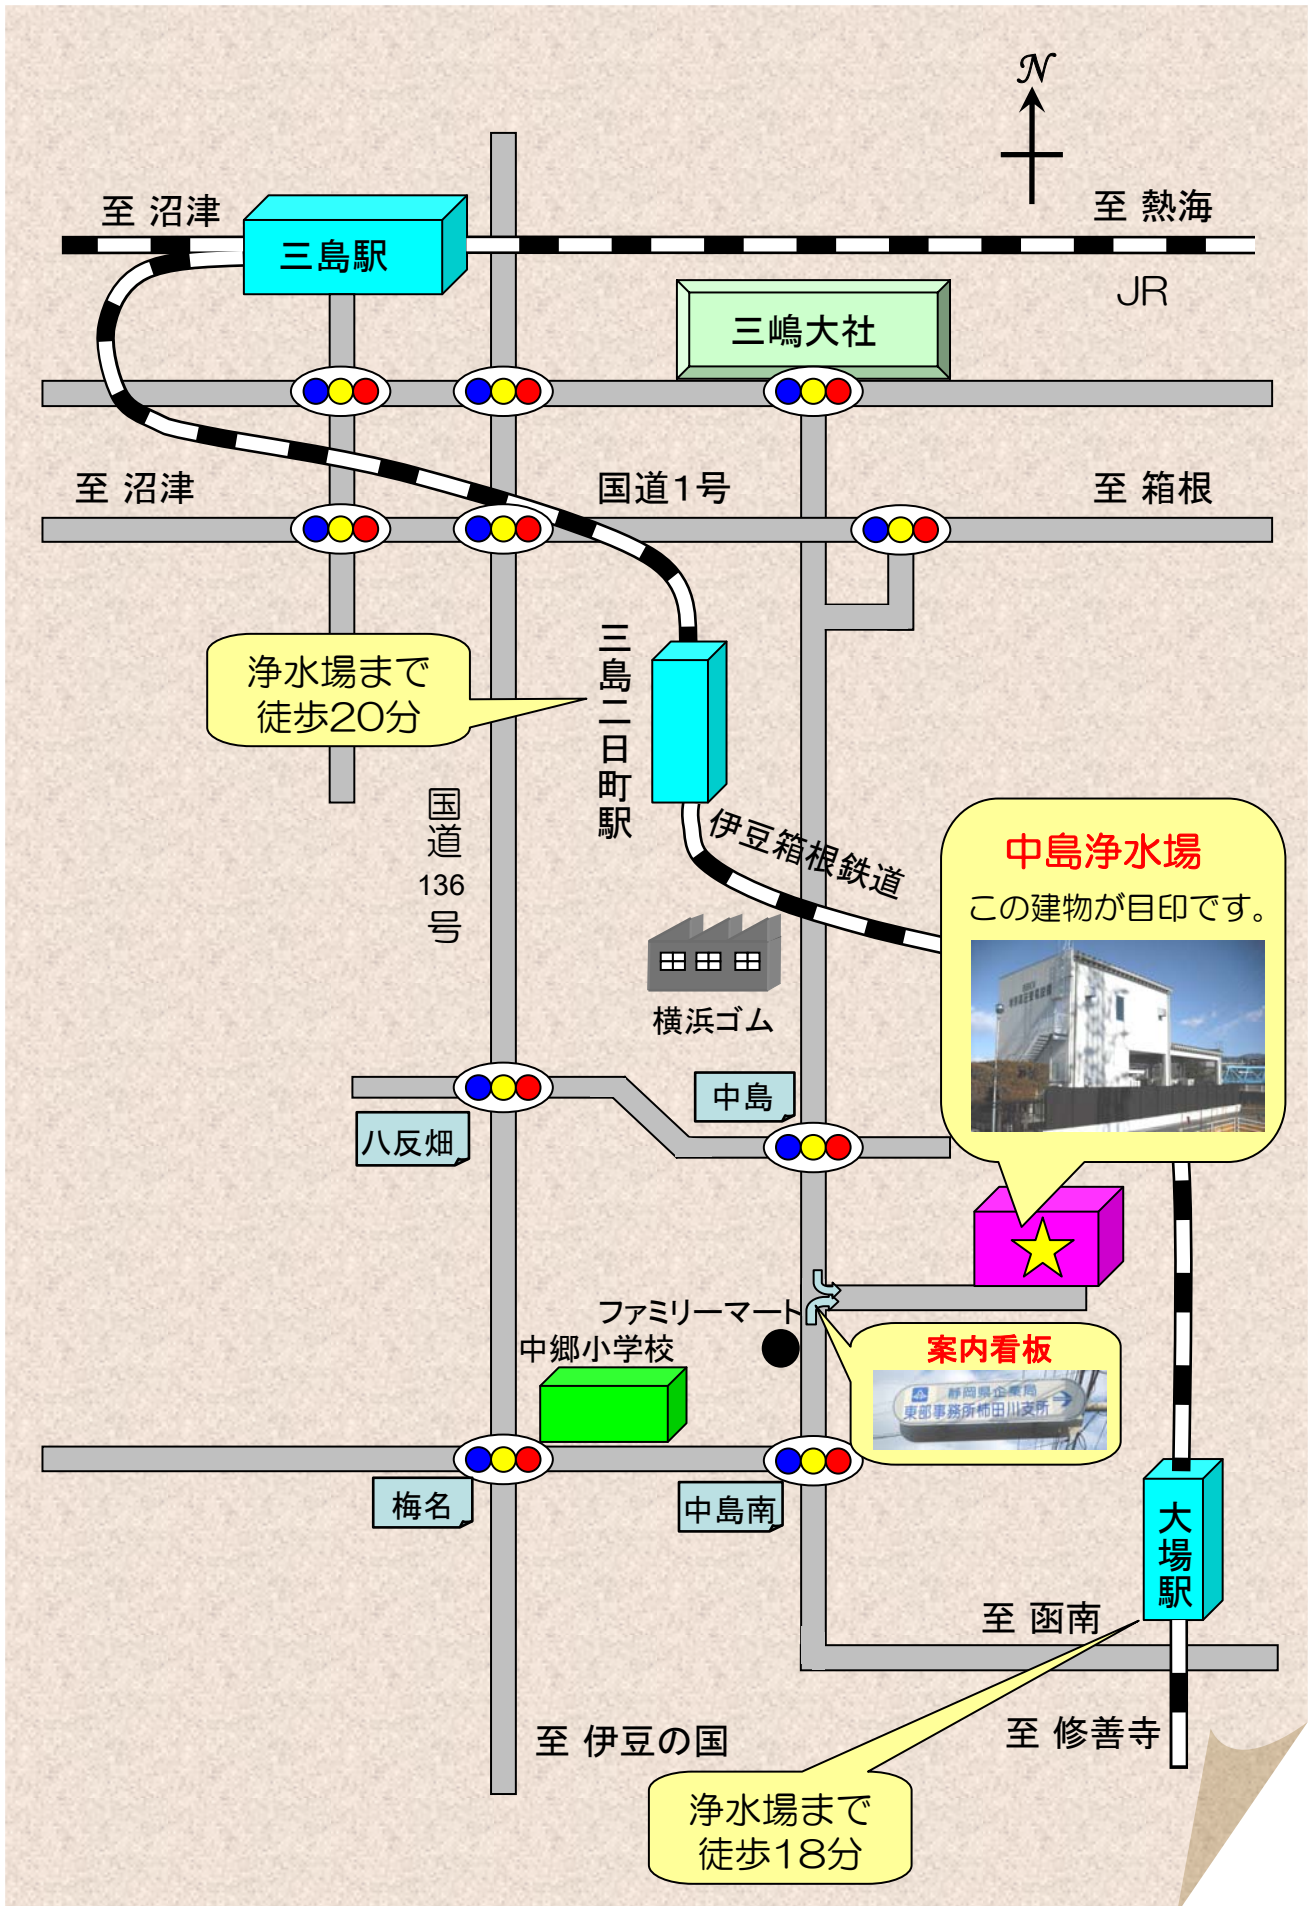 N
至 沼津
三島駅
至 熱海
JR
三嶋大社
至 沼津
国道1号
至 箱根
浄水場まで
徒歩20分
三島二日町駅
国道136号
伊豆箱根鉄道
中島浄水場
この建物が目印です。
横浜ゴム
中島
八反畑
ファミリーマート
中郷小学校
案内看板
静岡県企業局
東部事務所柿田川支所
梅名
中島南
大場駅
至 函南
至 伊豆の国
至 修善寺
浄水場まで
徒歩18分